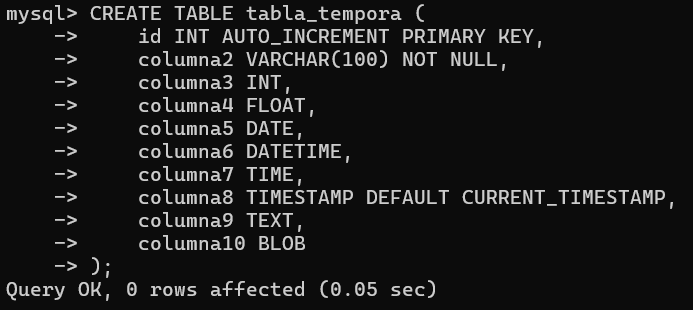 mysql> CREATE TABLE tabla_tempora (
    ->     id INT AUTO_INCREMENT PRIMARY KEY,
    ->     columna2 VARCHAR(100) NOT NULL,
    ->     columna3 INT,
    ->     columna4 FLOAT,
    ->     columna5 DATE,
    ->     columna6 DATETIME,
    ->     columna7 TIME,
    ->     columna8 TIMESTAMP DEFAULT CURRENT_TIMESTAMP,
    ->     columna9 TEXT,
    ->     columna10 BLOB
    -> );
Query OK, 0 rows affected (0.05 sec)